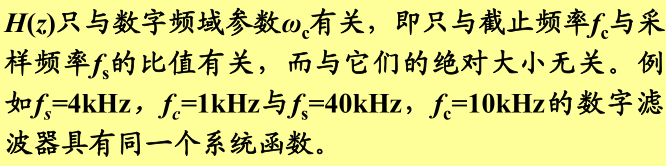 H(z)只与数字频域参数ωc有关，即只与截止频率fc与采
样频率fs的比值有关，而与它们的绝对大小无关。例
如fs=4kHz，fc=1kHz与fs=40kHz，fc=10kHz的数字滤
波器具有同一个系统函数。